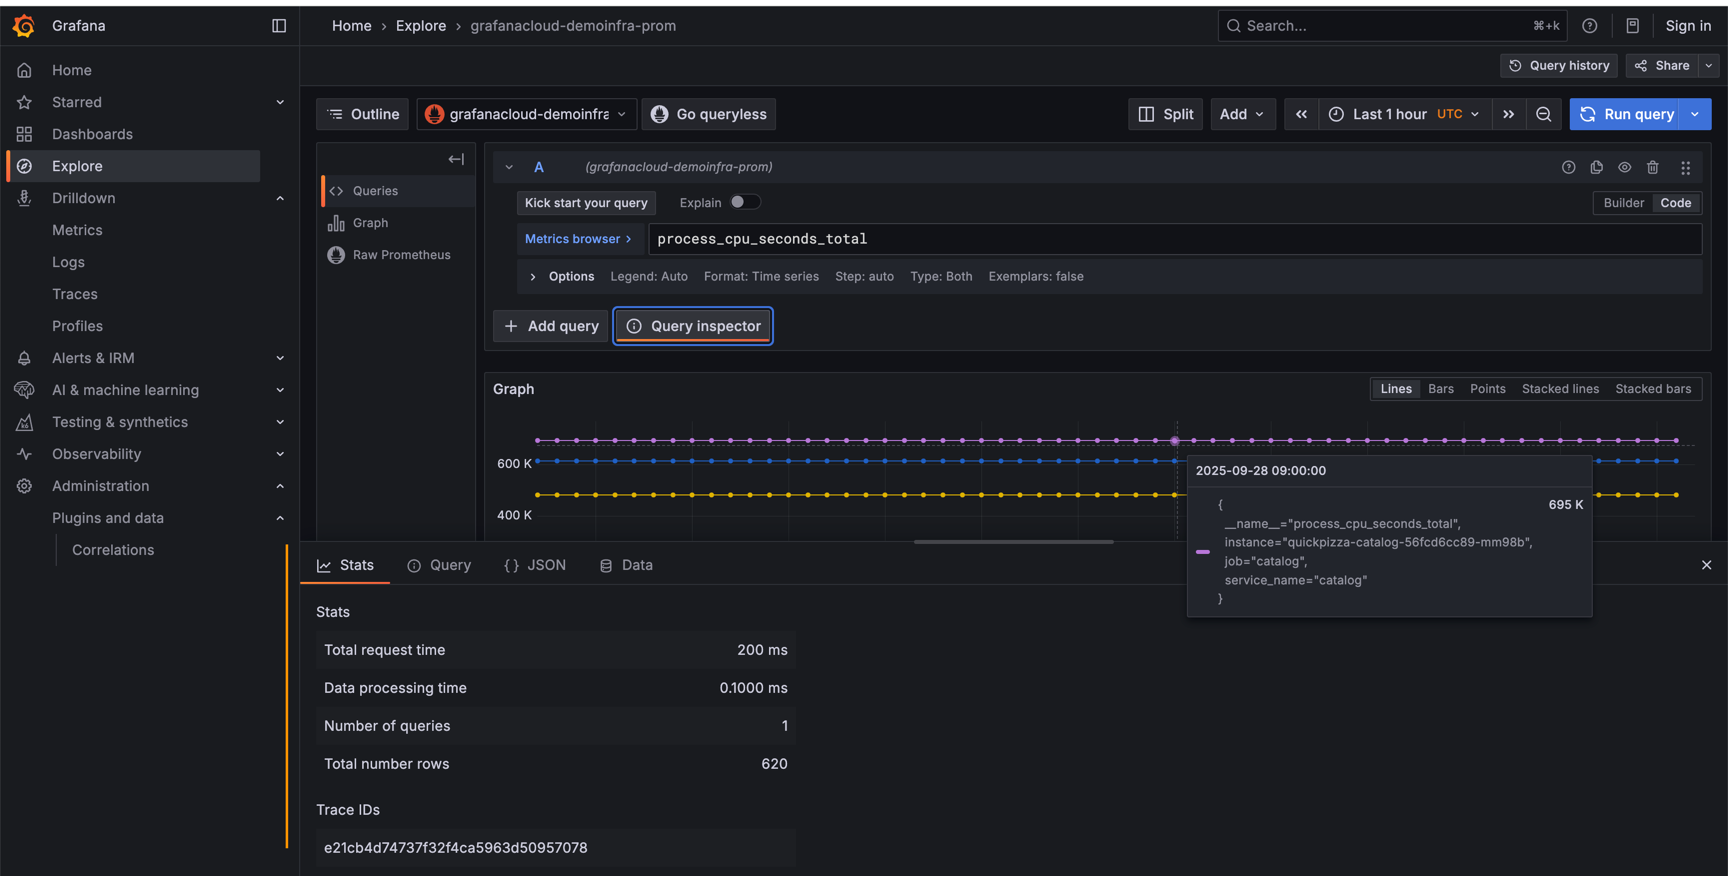 Grafana
Home › Explore › grafanacloud-demoinfra-prom
Search... ⌘+k
Sign in
Query history
Share
Home
Starred
Dashboards
Explore
Drilldown
Metrics
Logs
Traces
Profiles
Alerts & IRM
AI & machine learning
Testing & synthetics
Observability
Administration
Plugins and data
Correlations
Outline
grafanacloud-demoinfra
Go queryless
Split
Add
Last 1 hour UTC
Run query
Queries
Graph
Raw Prometheus
A (grafanacloud-demoinfra-prom)
Kick start your query
Explain
Builder Code
Metrics browser >
process_cpu_seconds_total
Options Legend: Auto Format: Time series Step: auto Type: Both Exemplars: false
+ Add query
Query inspector
Graph
Lines Bars Points Stacked lines Stacked bars
600 K
400 K
2025-09-28 09:00:00
{ 695 K
__name__="process_cpu_seconds_total",
instance="quickpizza-catalog-56fcd6cc89-mm98b",
job="catalog",
service_name="catalog"
}
Stats
Query
{} JSON
Data
Stats
Total request time 200 ms
Data processing time 0.1000 ms
Number of queries 1
Total number rows 620
Trace IDs
e21cb4d74737f32f4ca5963d50957078